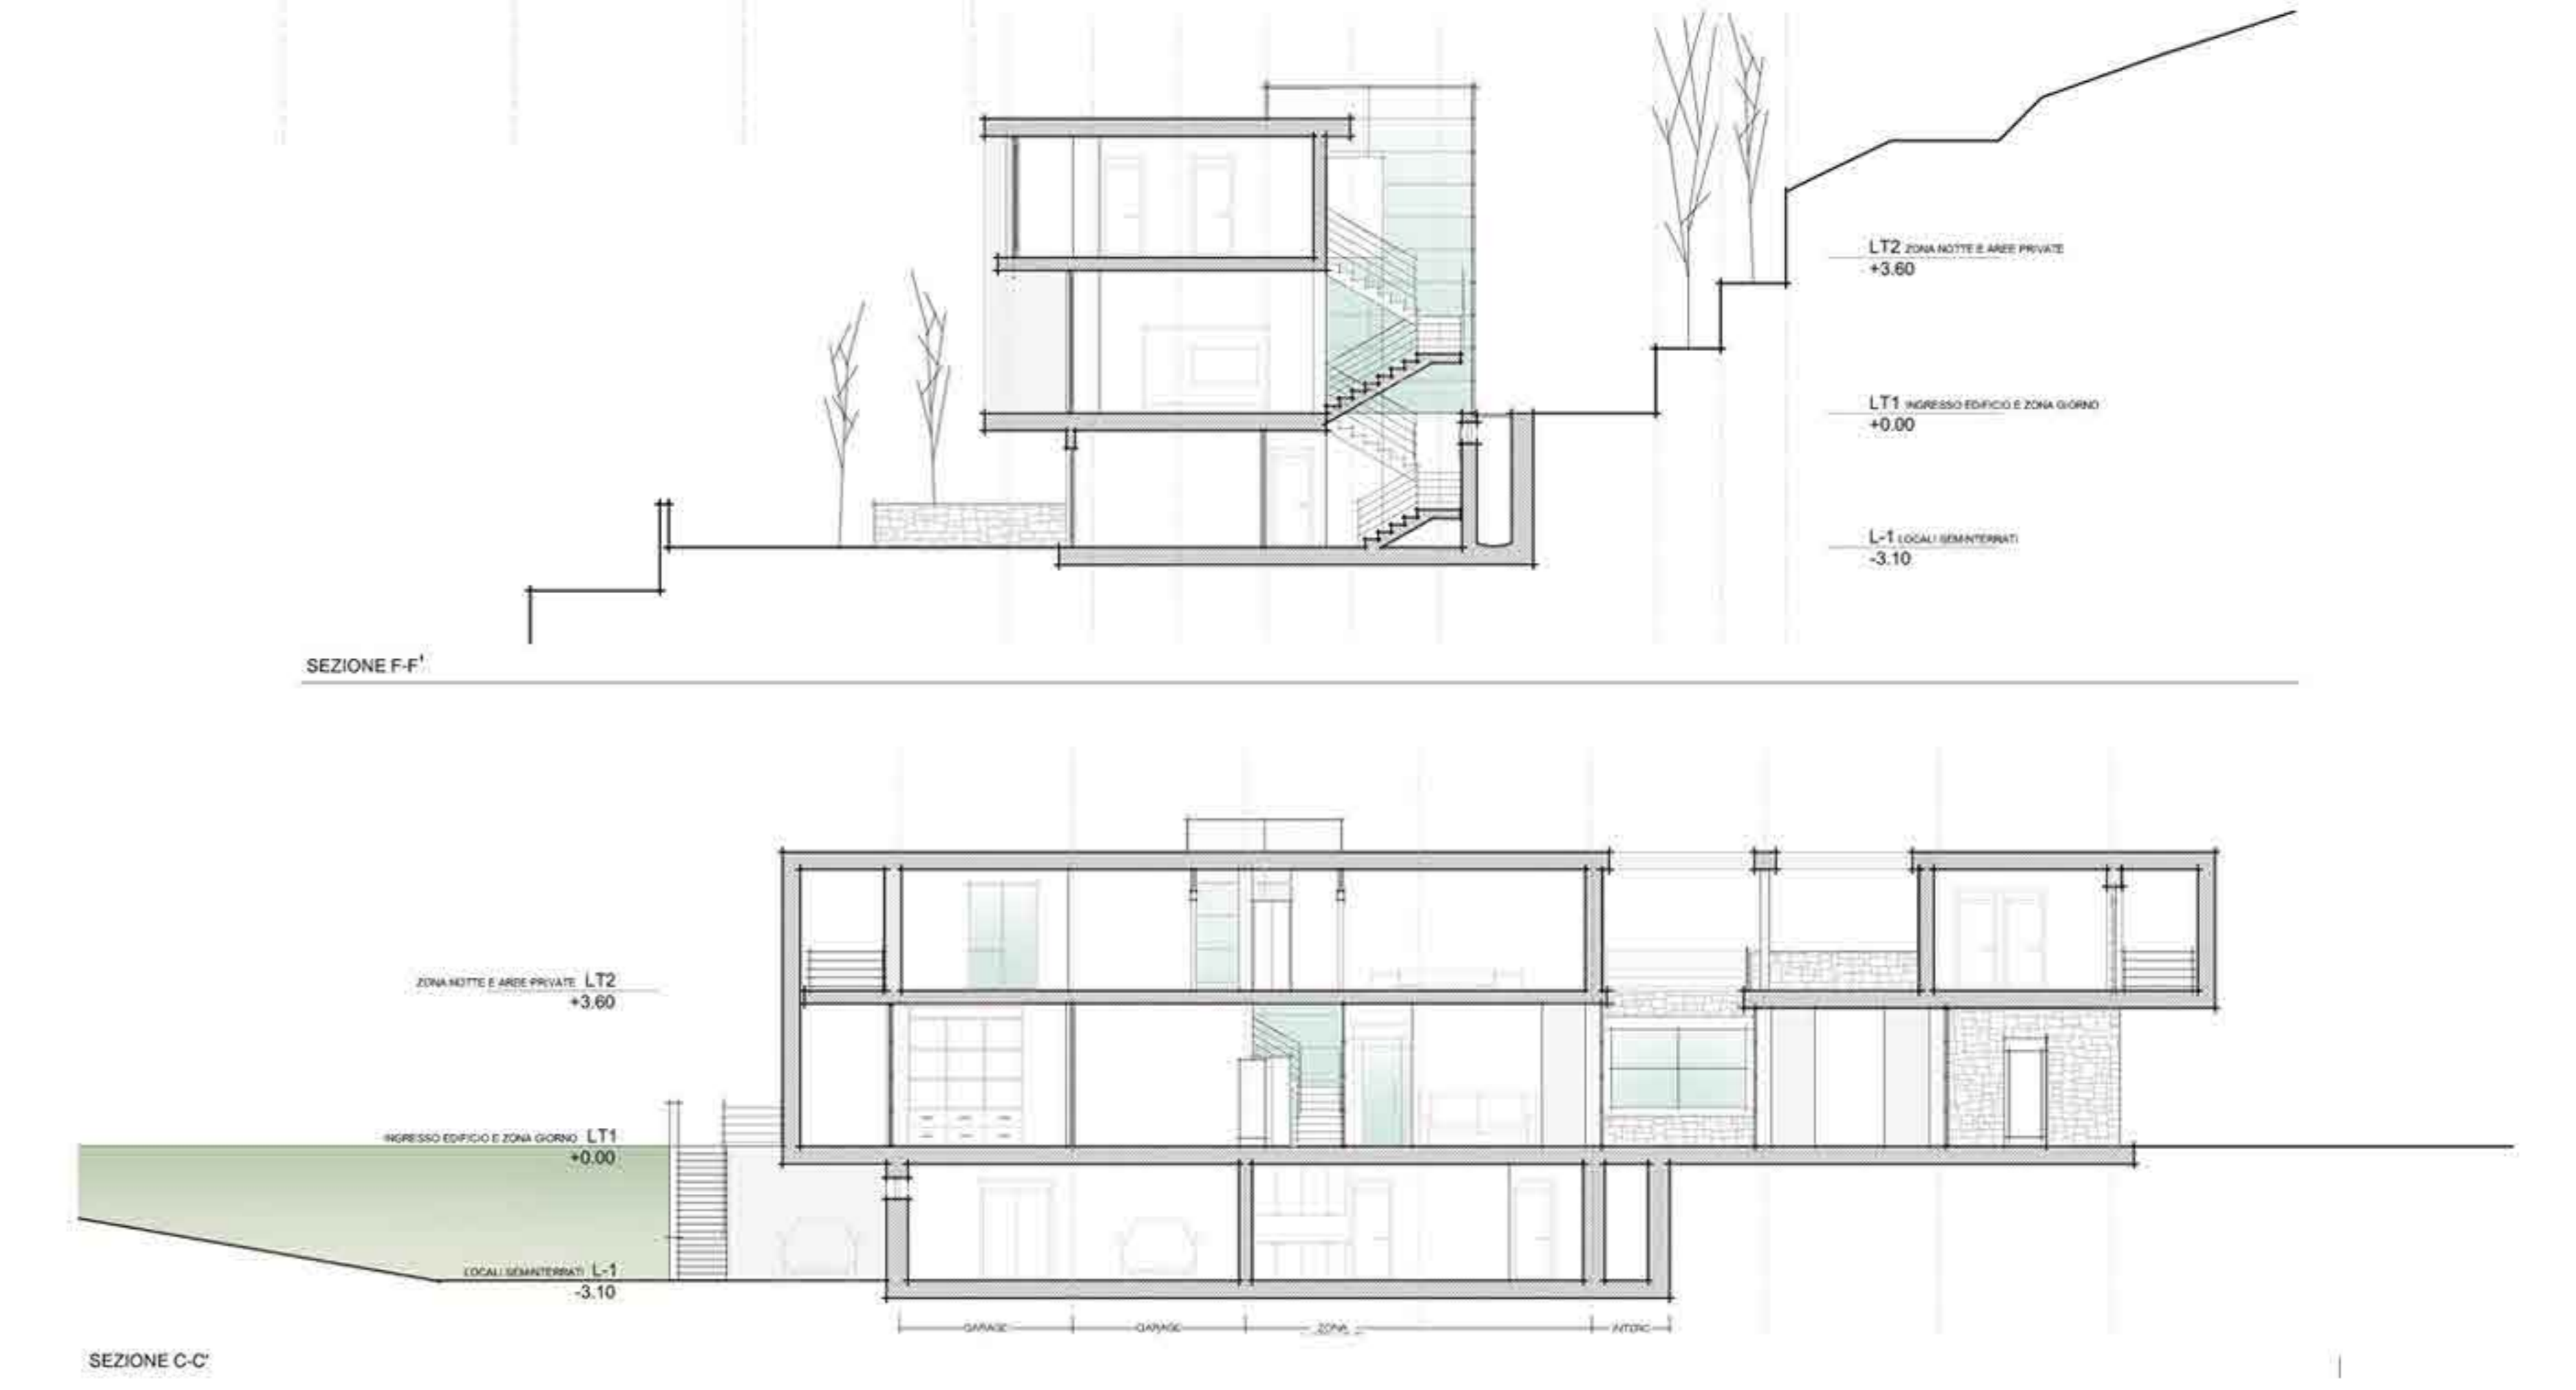 LT2 ZONA NOTTE E AREE PRIVATE
+3.60
LT1 INGRESSO EDIFICIO E ZONA GIORNO
+0.00
L-1 LOCALI SEMINTERRATI
-3.10
SEZIONE F-F'
ZONA NOTTE E AREE PRIVATE LT2
+3.60
INGRESSO EDIFICIO E ZONA GIORNO LT1
+0.00
LOCALI SEMINTERRATI L-1
-3.10
GARAGE GARAGE ZONA INTERC.
SEZIONE C-C'